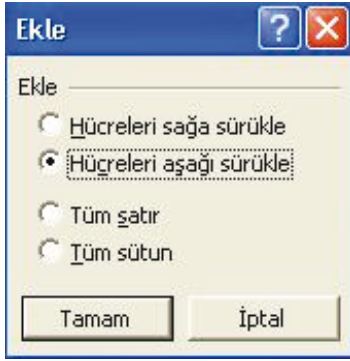 Ekle
Ekle
Hücreleri sağa sürükle
Hücreleri aşağı sürükle
Tüm satır
Tüm sütun
Tamam İptal